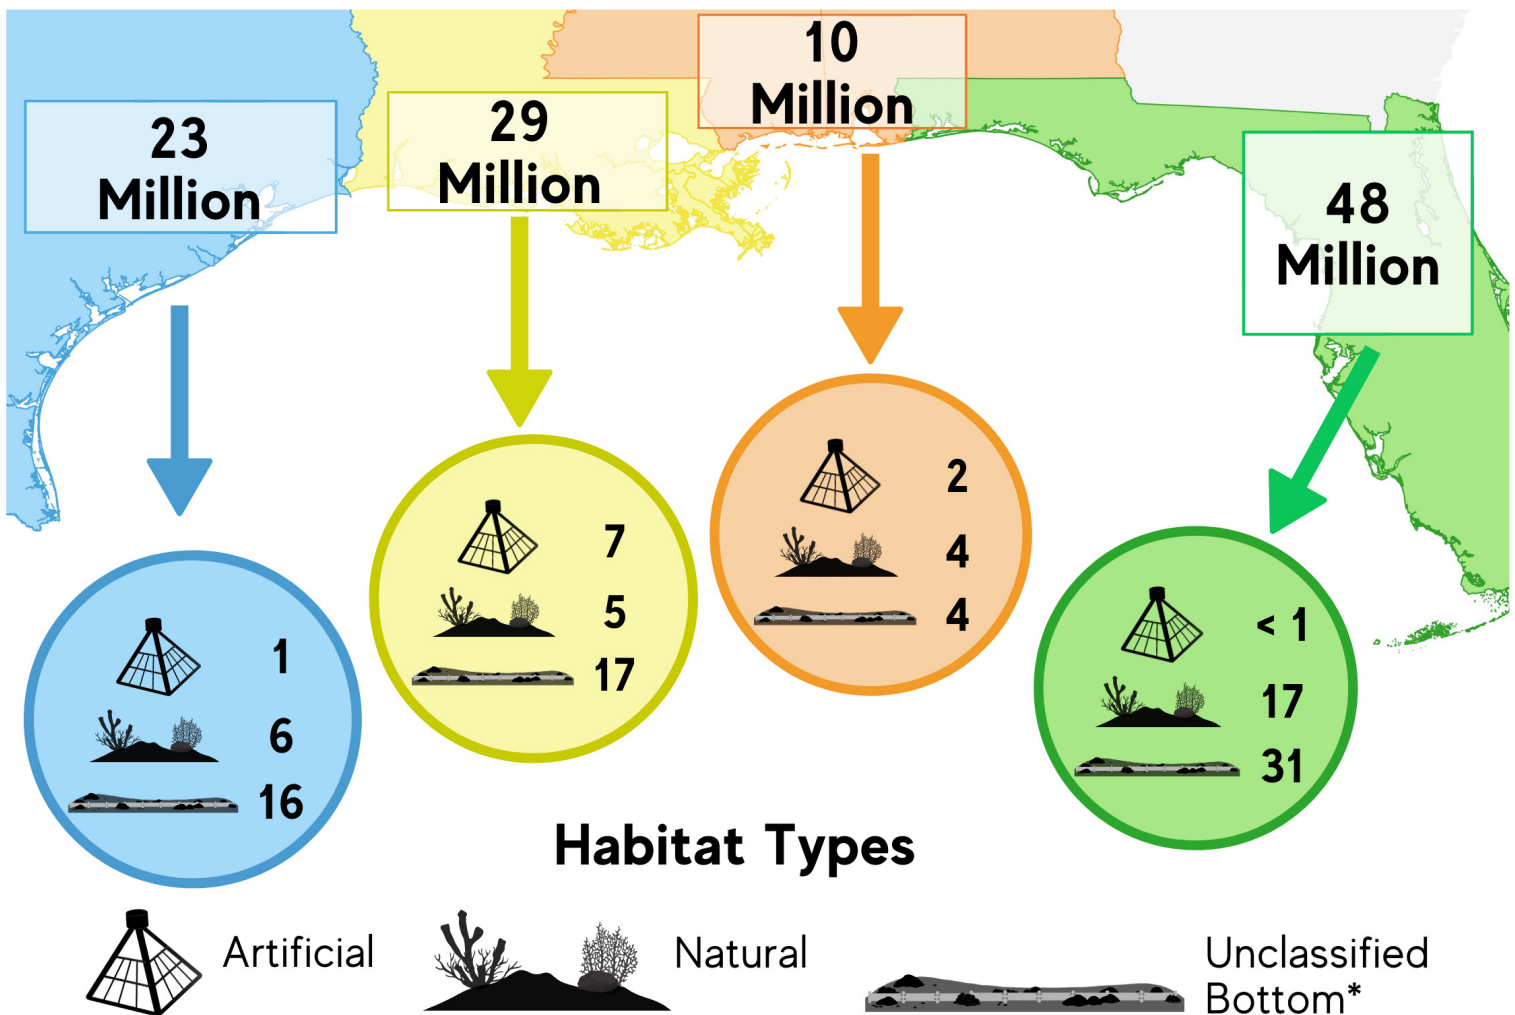 23
Million
29
Million
10
Million
48
Million
1
6
16
7
5
17
2
4
4
< 1
17
31
Habitat Types
Artificial
Natural
Unclassified
Bottom*